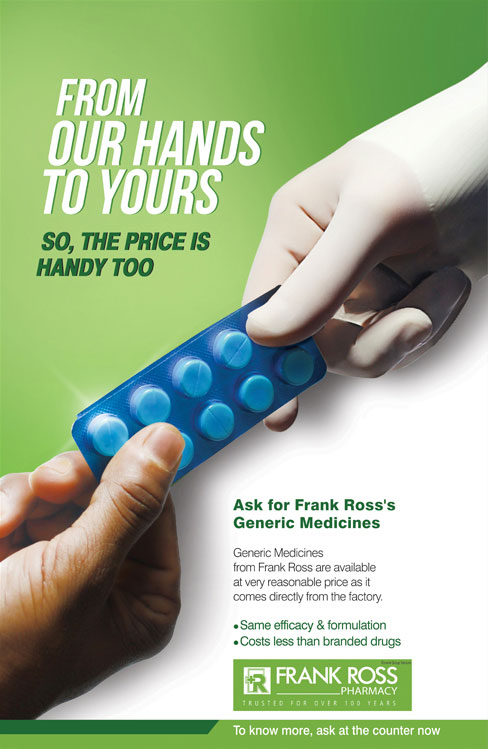 FROM
OUR HANDS
TO YOURS
SO, THE PRICE IS
HANDY TOO
Ask for Frank Ross's
Generic Medicines
Generic Medicines
from Frank Ross are available
at very reasonable price as it
comes directly from the factory.
•Same efficacy & formulation
•Costs less than branded drugs
FRANK ROSS
PHARMACY
TRUSTED FOR OVER 100 YEARS
To know more, ask at the counter now